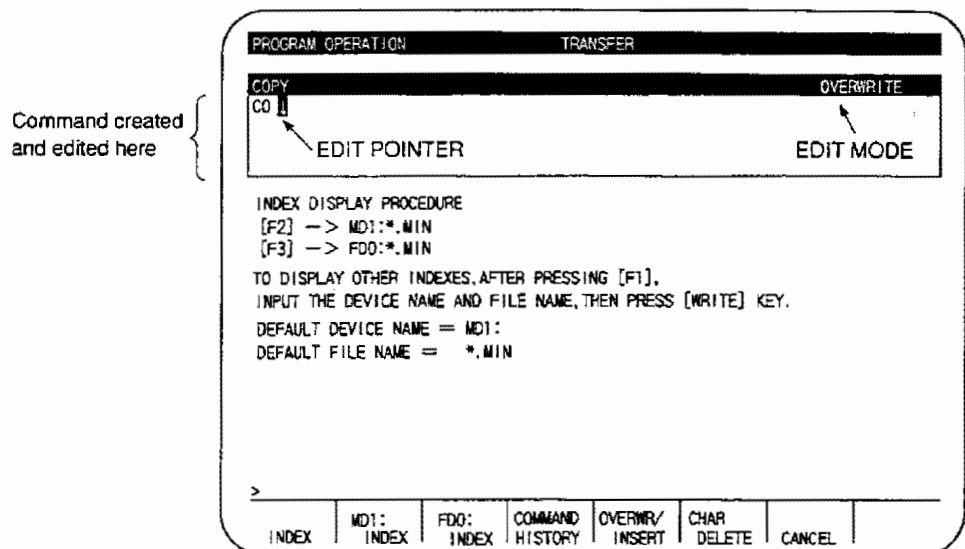 PROGRAM OPERATION TRANSFER
COPY OVERWRITE
CO
Command created
and edited here
EDIT POINTER EDIT MODE
INDEX DISPLAY PROCEDURE
[F2] —> MD1:*.MIN
[F3] —> FD0:*.MIN
TO DISPLAY OTHER INDEXES,AFTER PRESSING [F1],
INPUT THE DEVICE NAME AND FILE NAME,THEN PRESS [WRITE] KEY.
DEFAULT DEVICE NAME = MD1:
DEFAULT FILE NAME = *.MIN
>
INDEX
MD1:
INDEX
FD0:
INDEX
COMMAND
HISTORY
OVERWR/
INSERT
CHAR
DELETE
CANCEL